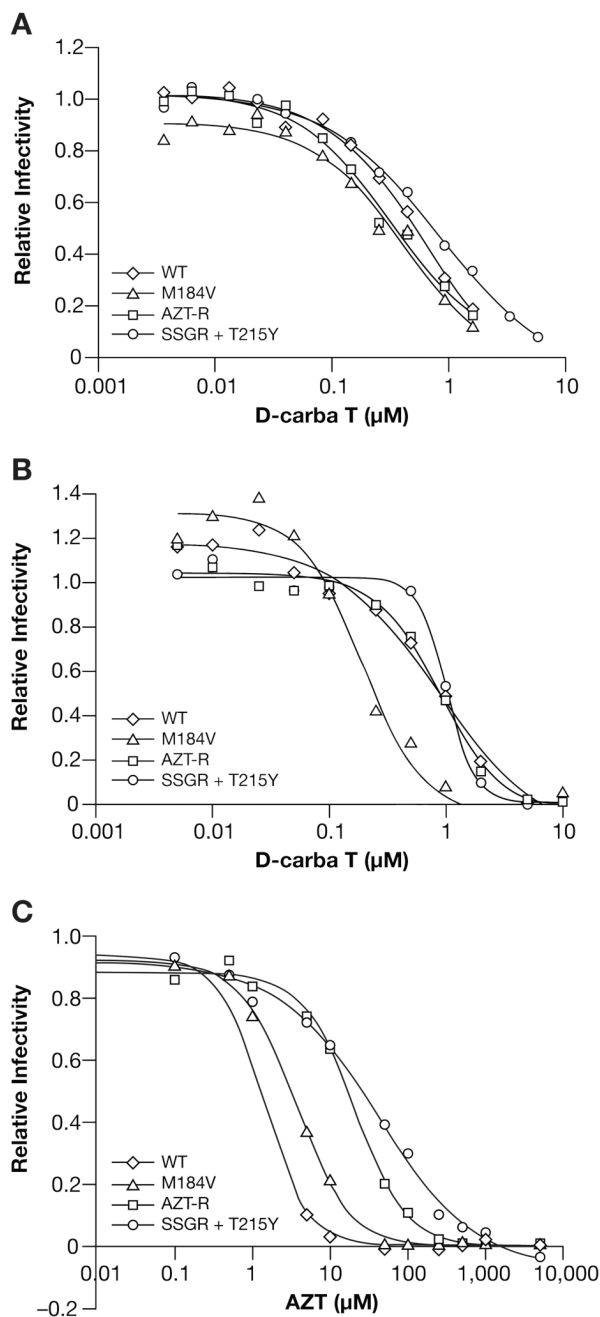 A
1.2
1.0
0.8
0.6
0.4
0.2
0
Relative Infectivity
WT
M184V
AZT-R
SSGR + T215Y
0.001 0.01 0.1 1 10
D-carba T (µM)
B
1.4
1.2
1.0
0.8
0.6
0.4
0.2
0
Relative Infectivity
WT
M184V
AZT-R
SSGR + T215Y
0.001 0.01 0.1 1 10
D-carba T (µM)
C
1.0
0.8
0.6
0.4
0.2
0
−0.2
Relative Infectivity
WT
M184V
AZT-R
SSGR + T215Y
0.01 0.1 1 10 100 1,000 10,000
AZT (µM)